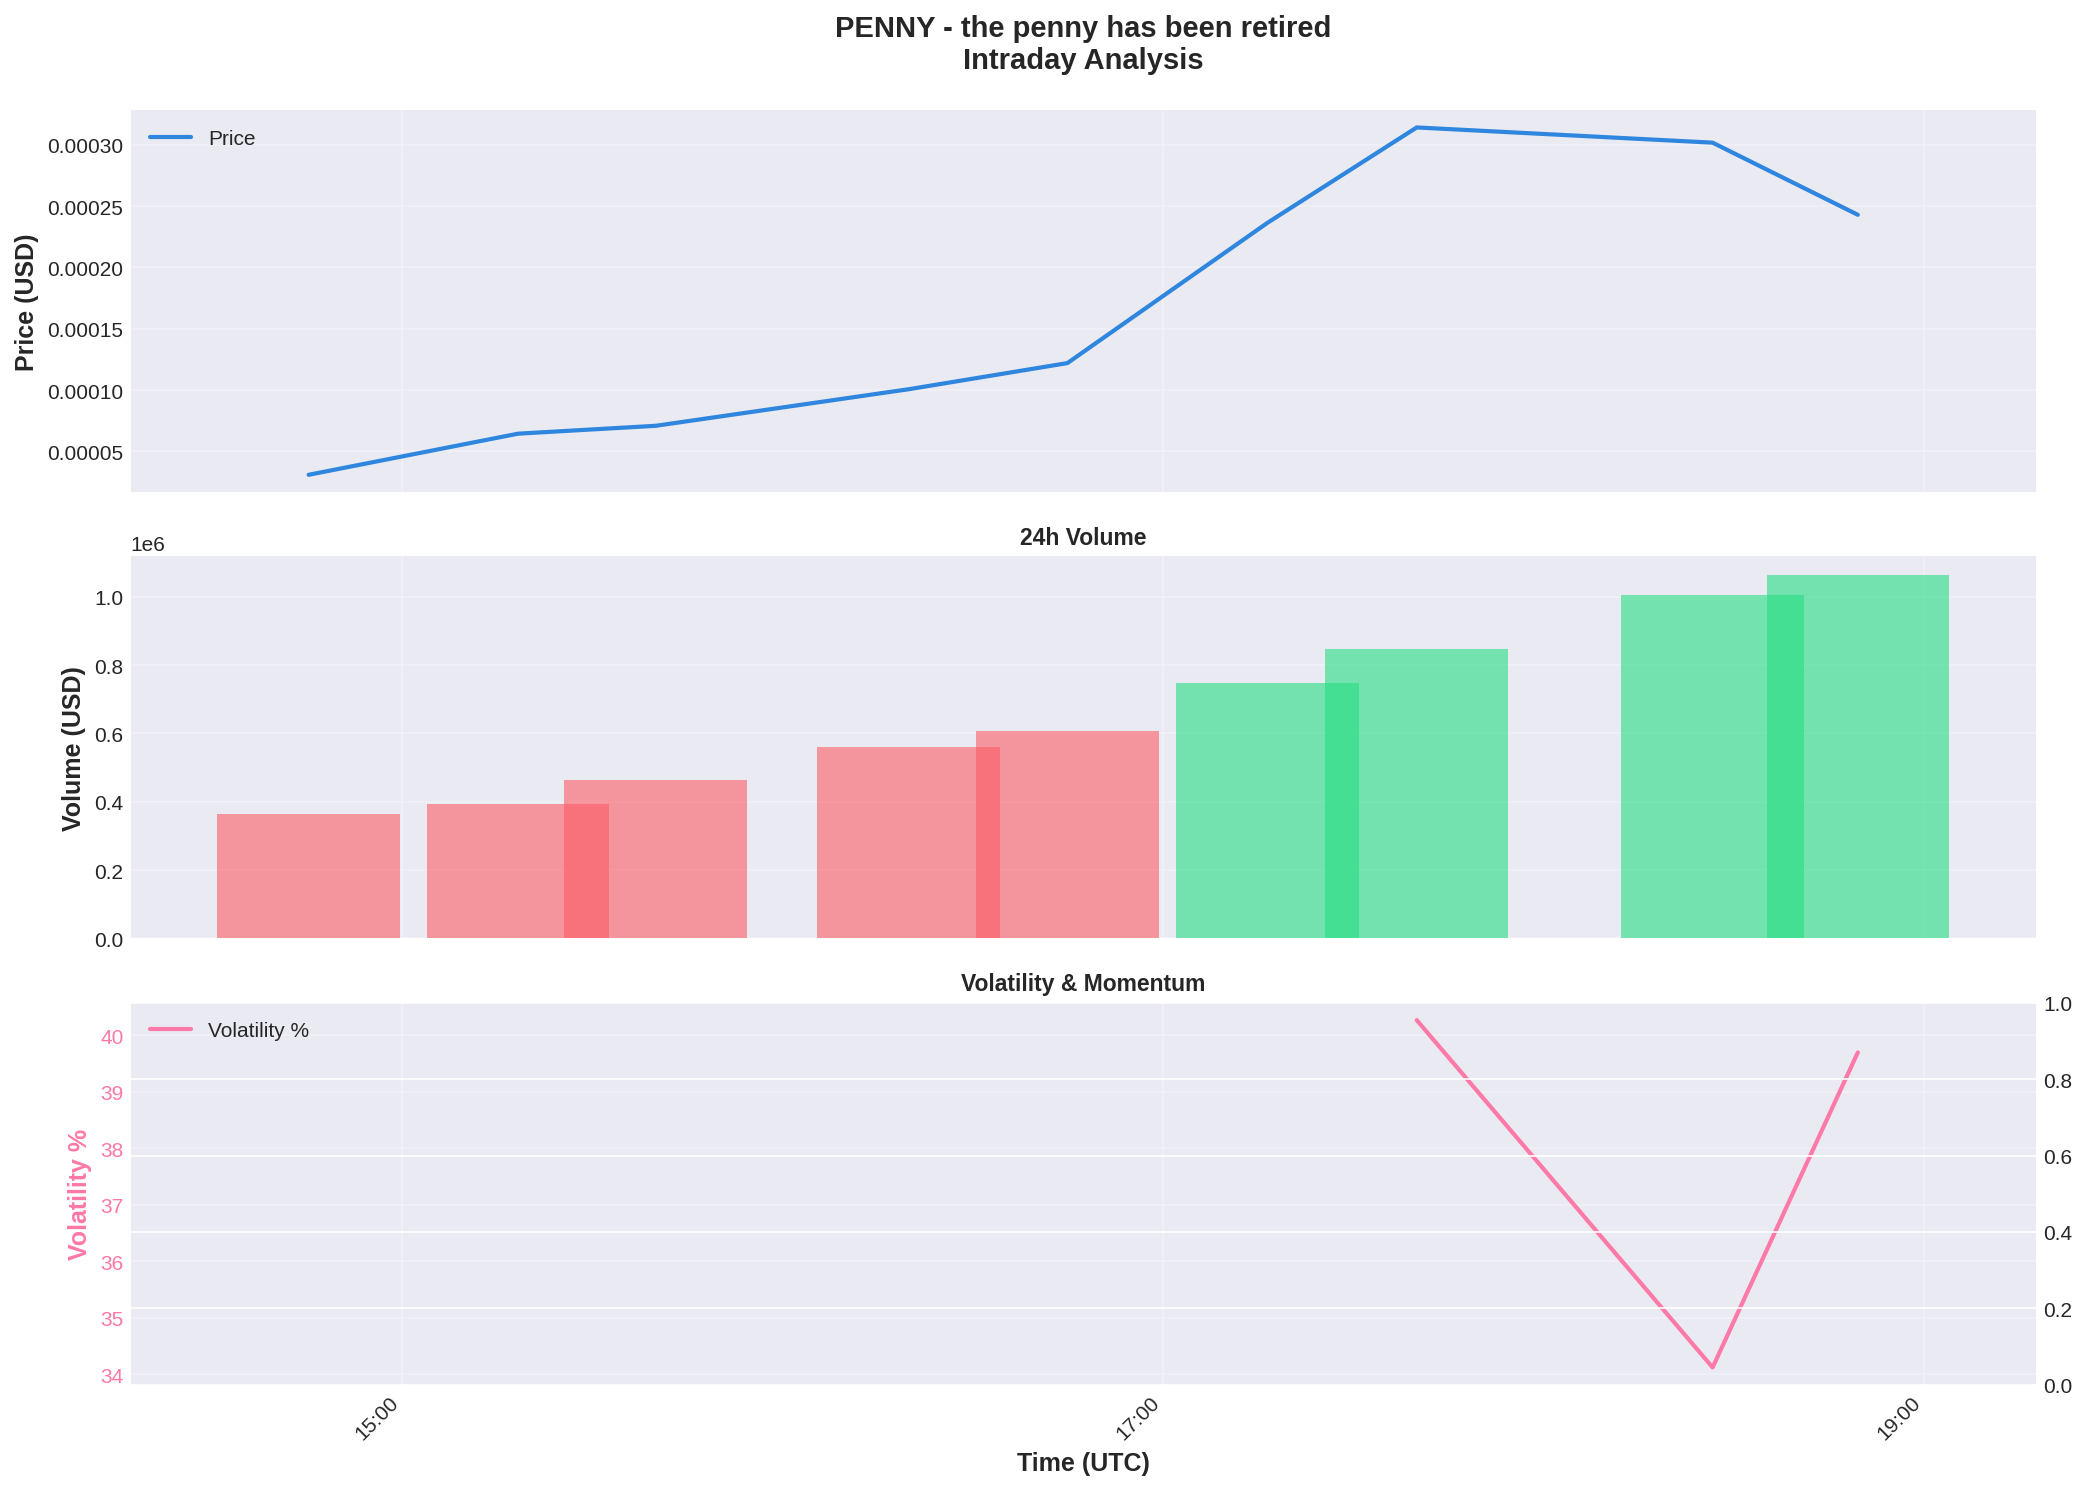 PENNY - the penny has been retired
Intraday Analysis
Price
0.00030
0.00025
0.00020
0.00015
0.00010
0.00005
Price (USD)
24h Volume
1e6
1.0
0.8
0.6
0.4
0.2
0.0
Volume (USD)
Volatility & Momentum
Volatility %
40
39
38
37
36
35
34
Volatility %
1.0
0.8
0.6
0.4
0.2
0.0
15:00
17:00
19:00
Time (UTC)